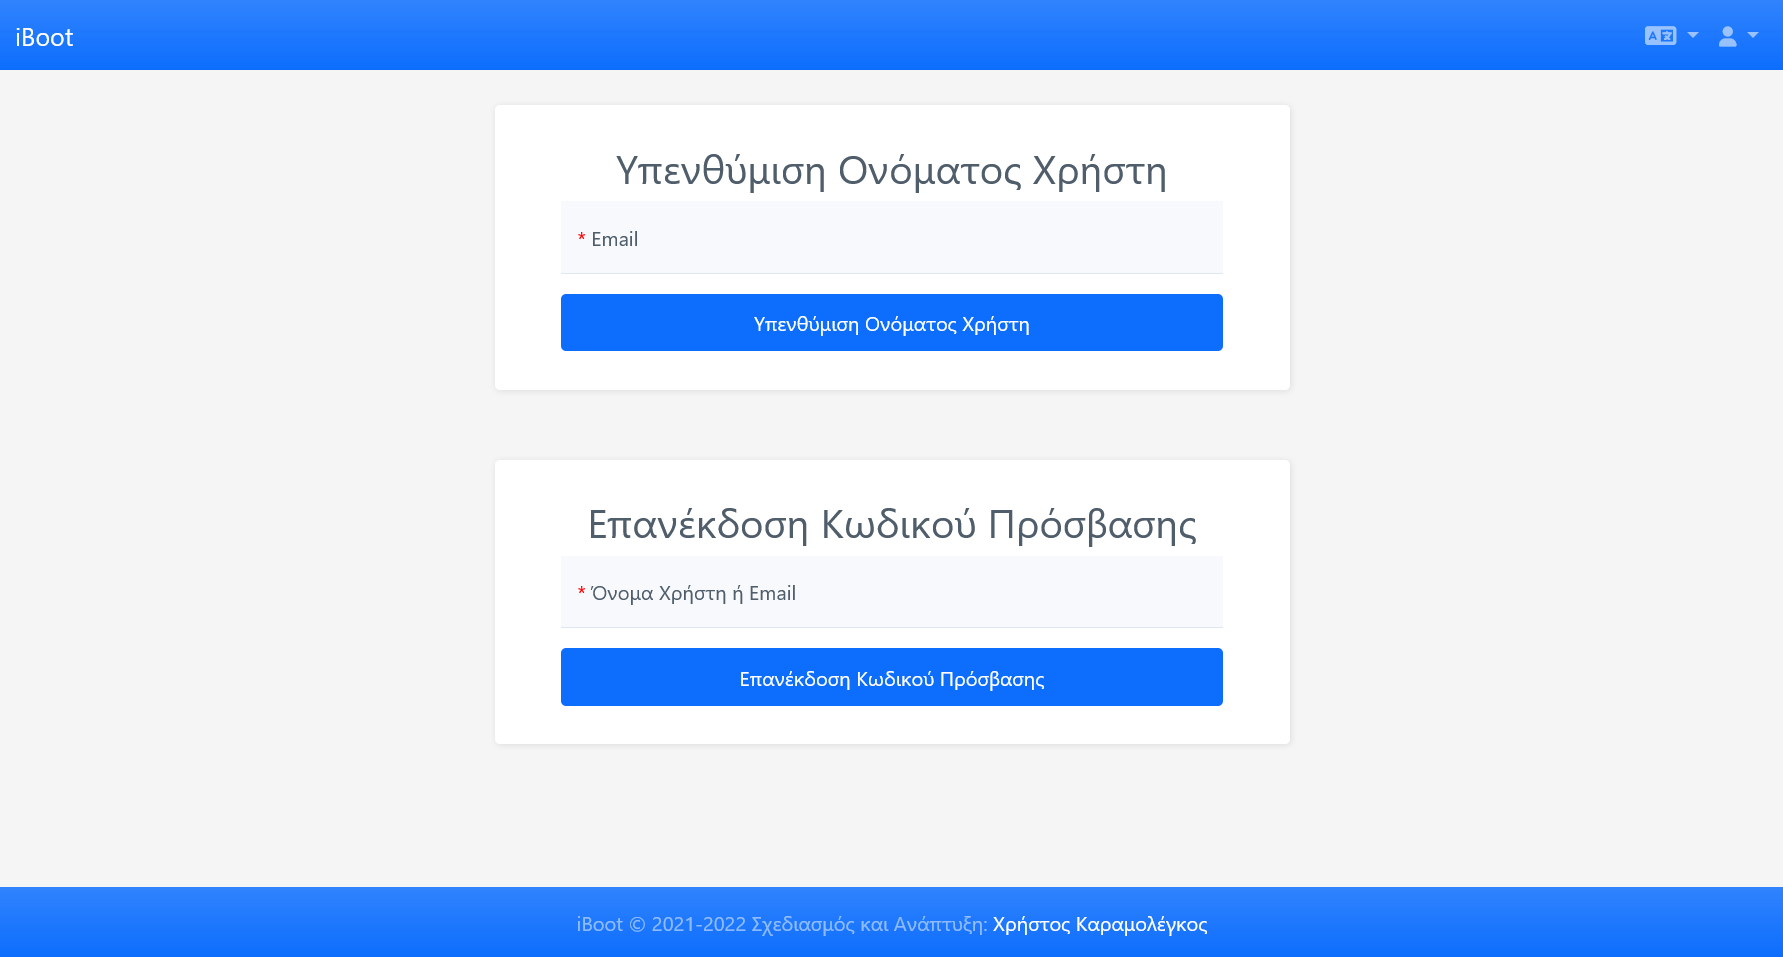 iBoot
Υπενθύμιση Ονόματος Χρήστη
* Email
Υπενθύμιση Ονόματος Χρήστη
Επανέκδοση Κωδικού Πρόσβασης
* Όνομα Χρήστη ή Email
Επανέκδοση Κωδικού Πρόσβασης
iBoot © 2021-2022 Σχεδιασμός και Ανάπτυξη: Χρήστος Καραμολέγκος